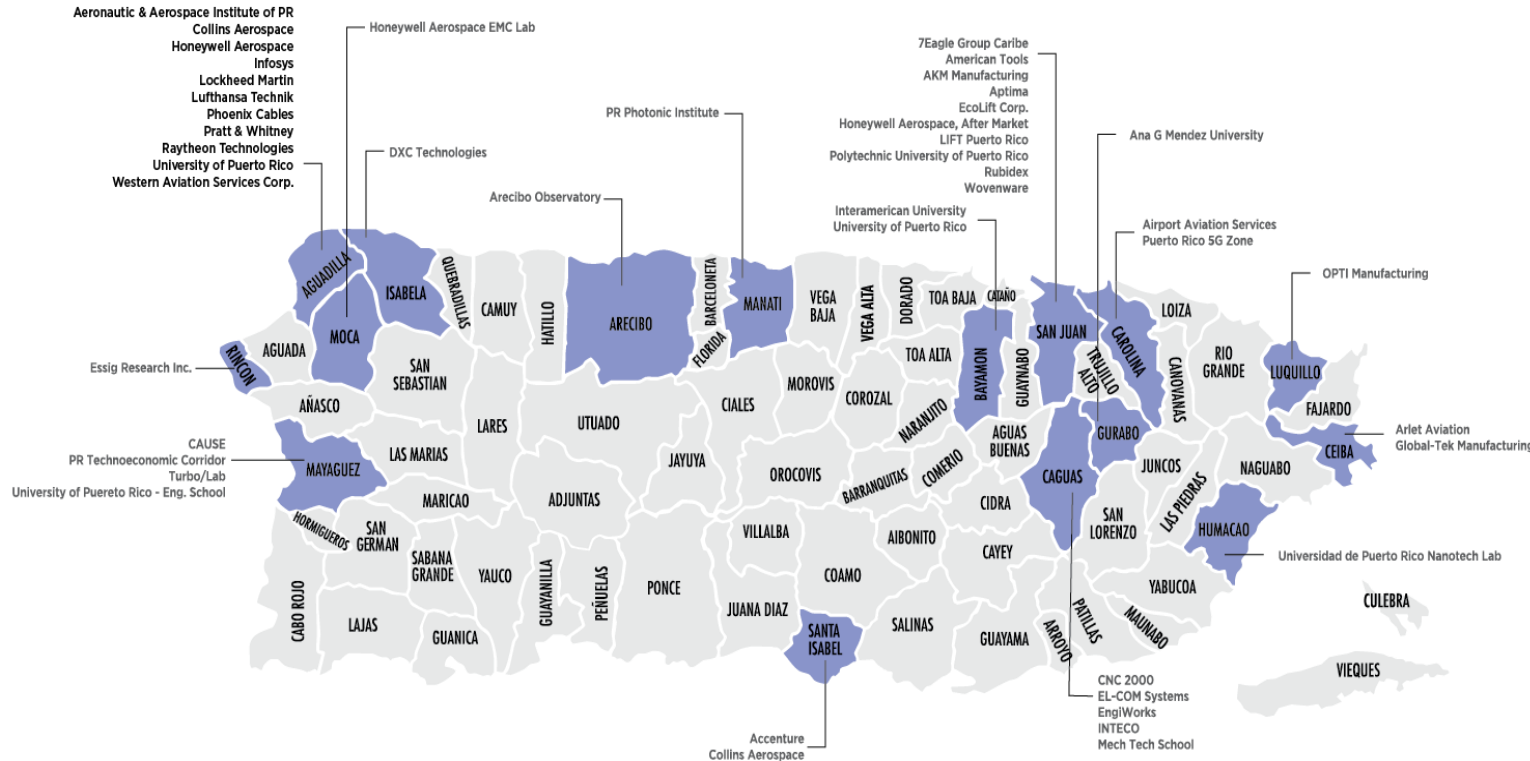 Aeronautic & Aerospace Institute of PR
Collins Aerospace
Honeywell Aerospace
Infosys
Lockheed Martin
Lufthansa Technik
Phoenix Cables
Pratt & Whitney
Raytheon Technologies
University of Puerto Rico
Western Aviation Services Corp.
Honeywell Aerospace EMC Lab
DXC Technologies
Arecibo Observatory
PR Photonic Institute
7Eagle Group Caribe
American Tools
AKM Manufacturing
Aptima
EcoLift Corp.
Honeywell Aerospace, After Market
LIFT Puerto Rico
Polytechnic University of Puerto Rico
Rubidex
Wovenware
Interamerican University
University of Puerto Rico
Ana G Mendez University
Airport Aviation Services
Puerto Rico 5G Zone
OPTI Manufacturing
Essig Research Inc.
CAUSE
PR Technoeconomic Corridor
Turbo/Lab
University of Puereto Rico - Eng. School
Arlet Aviation
Global-Tek Manufacturing
Universidad de Puerto Rico Nanotech Lab
CNC 2000
EL-COM Systems
EngiWorks
INTECO
Mech Tech School
Accenture
Collins Aerospace
AGUADILLA
ISABELA
QUEBRADILLAS
CAMUY
HATILLO
ARECIBO
BARCELONETA
FLORIDA
MANATI
VEGA
BAJA
VEGA ALTA
DORADO
TOA BAJA
CATAÑO
TOA ALTA
BAYAMON
GUAYNABO
SAN JUAN
TRUJILLO
ALTO
CAROLINA
LOIZA
CANOVANAS
RIO
GRANDE
LUQUILLO
FAJARDO
CEIBA
RINCON
AGUADA
MOCA
SAN
SEBASTIAN
AÑASCO
LARES
UTUADO
CIALES
MOROVIS
COROZAL
NARANJITO
AGUAS
BUENAS
GURABO
CAGUAS
JUNCOS
NAGUABO
MAYAGUEZ
LAS MARIAS
MARICAO
ADJUNTAS
JAYUYA
OROCOVIS
BARRANQUITAS
COMERIO
CIDRA
SAN
LORENZO
LAS PIEDRAS
HUMACAO
HORMIGUEROS
SAN
GERMAN
SABANA
GRANDE
YAUCO
GUAYANILLA
PEÑUELAS
PONCE
VILLALBA
JUANA DIAZ
COAMO
AIBONITO
CAYEY
YABUCOA
CABO ROJO
LAJAS
GUANICA
SANTA
ISABEL
SALINAS
GUAYAMA
ARROYO
PATILLAS
MAUNABO
CULEBRA
VIEQUES